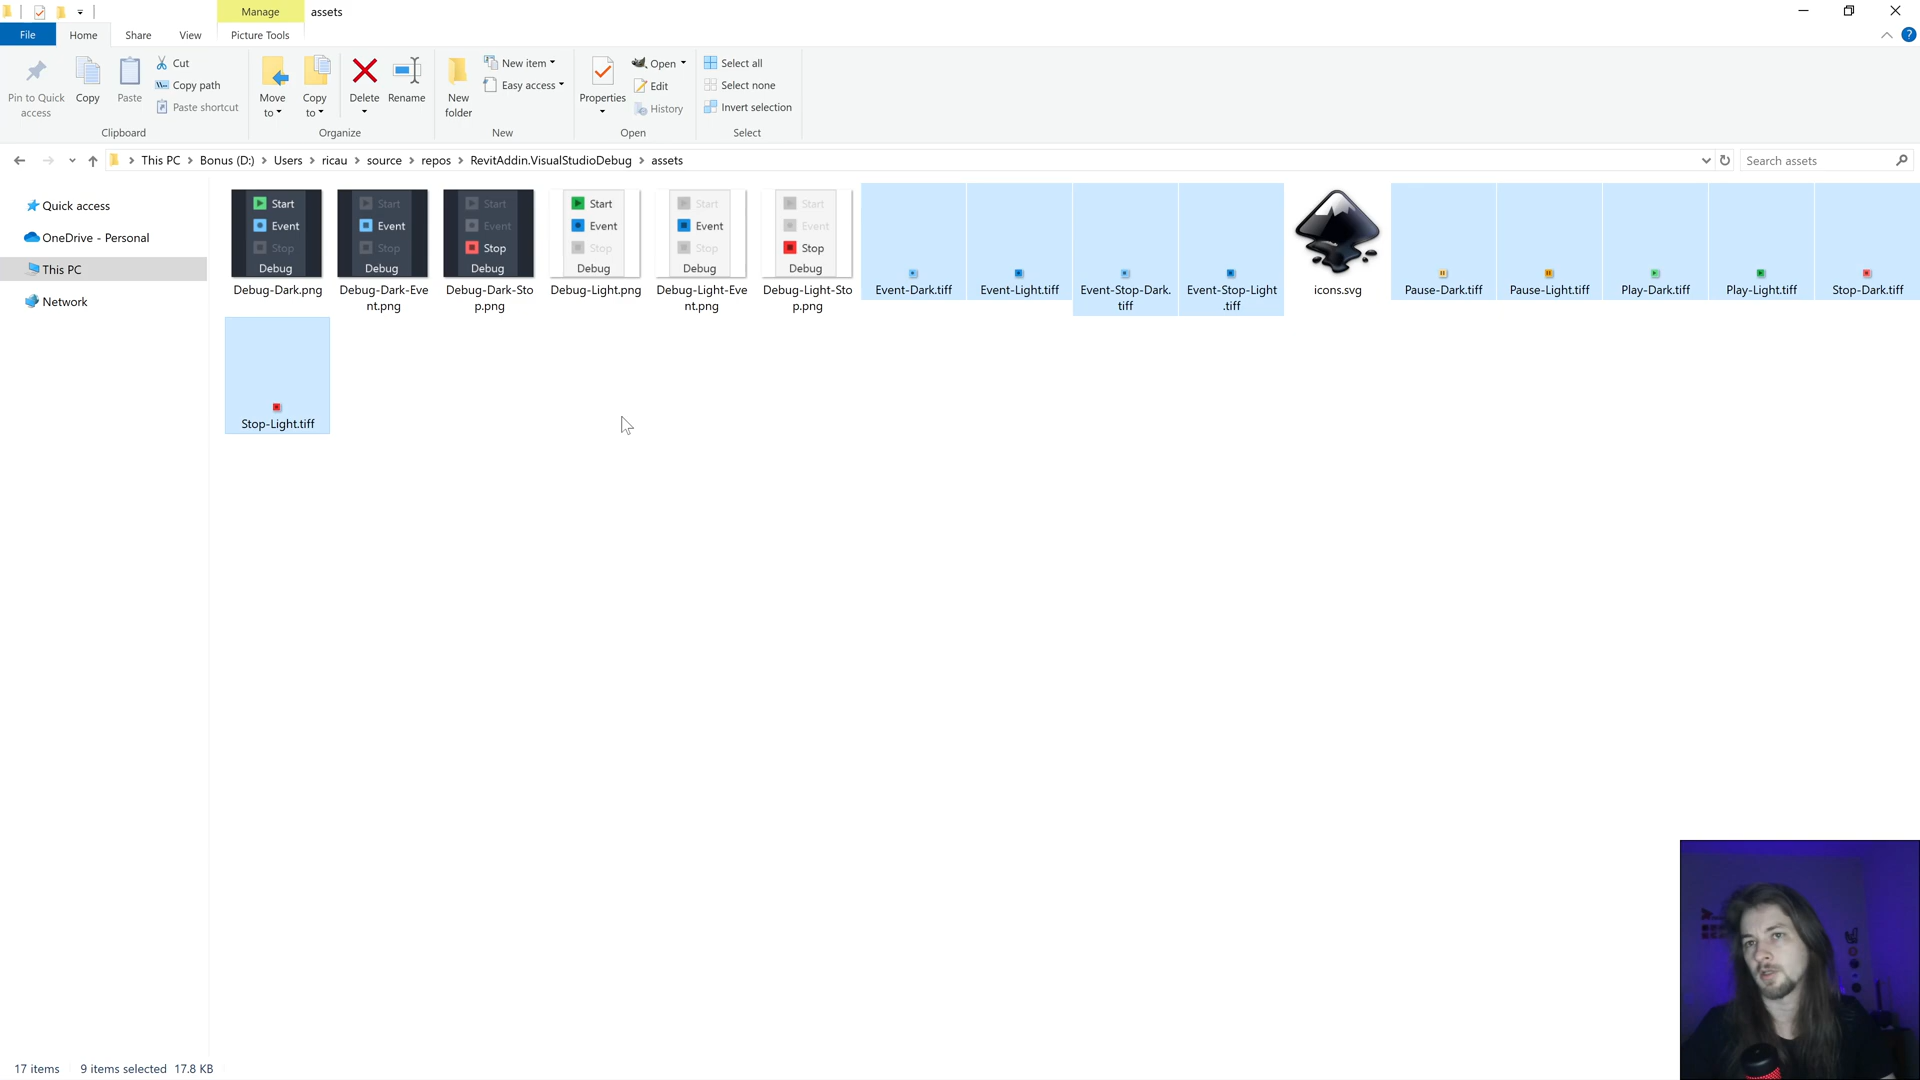 Manage
assets
File
Home
Share
View
Picture Tools
Pin to Quick access
Copy
Paste
Cut
Copy path
Paste shortcut
Clipboard
Move to
Copy to
Delete
Rename
Organize
New folder
New item
Easy access
New
Properties
Open
Edit
History
Open
Select all
Select none
Invert selection
Select
This PC
Bonus (D:)
Users
ricau
source
repos
RevitAddin.VisualStudioDebug
assets
Search assets
Quick access
OneDrive - Personal
This PC
Network
Start
Event
Stop
Debug
Debug-Dark.png
Start
Event
Stop
Debug
Debug-Dark-Eve
nt.png
Start
Event
Stop
Debug
Debug-Dark-Sto
p.png
Start
Event
Stop
Debug
Debug-Light.png
Start
Event
Stop
Debug
Debug-Light-Eve
nt.png
Start
Event
Stop
Debug
Debug-Light-Sto
p.png
Event-Dark.tiff
Event-Light.tiff
Event-Stop-Dark.
tiff
Event-Stop-Light
.tiff
icons.svg
Pause-Dark.tiff
Pause-Light.tiff
Play-Dark.tiff
Play-Light.tiff
Stop-Dark.tiff
Stop-Light.tiff
17 items
9 items selected 17.8 KB